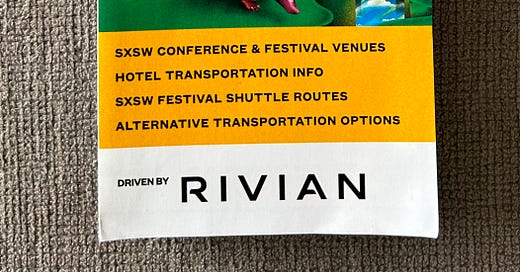 SXSW CONFERENCE & FESTIVAL VENUES
HOTEL TRANSPORTATION INFO
SXSW FESTIVAL SHUTTLE ROUTES
ALTERNATIVE TRANSPORTATION OPTIONS
DRIVEN BY RIVIAN